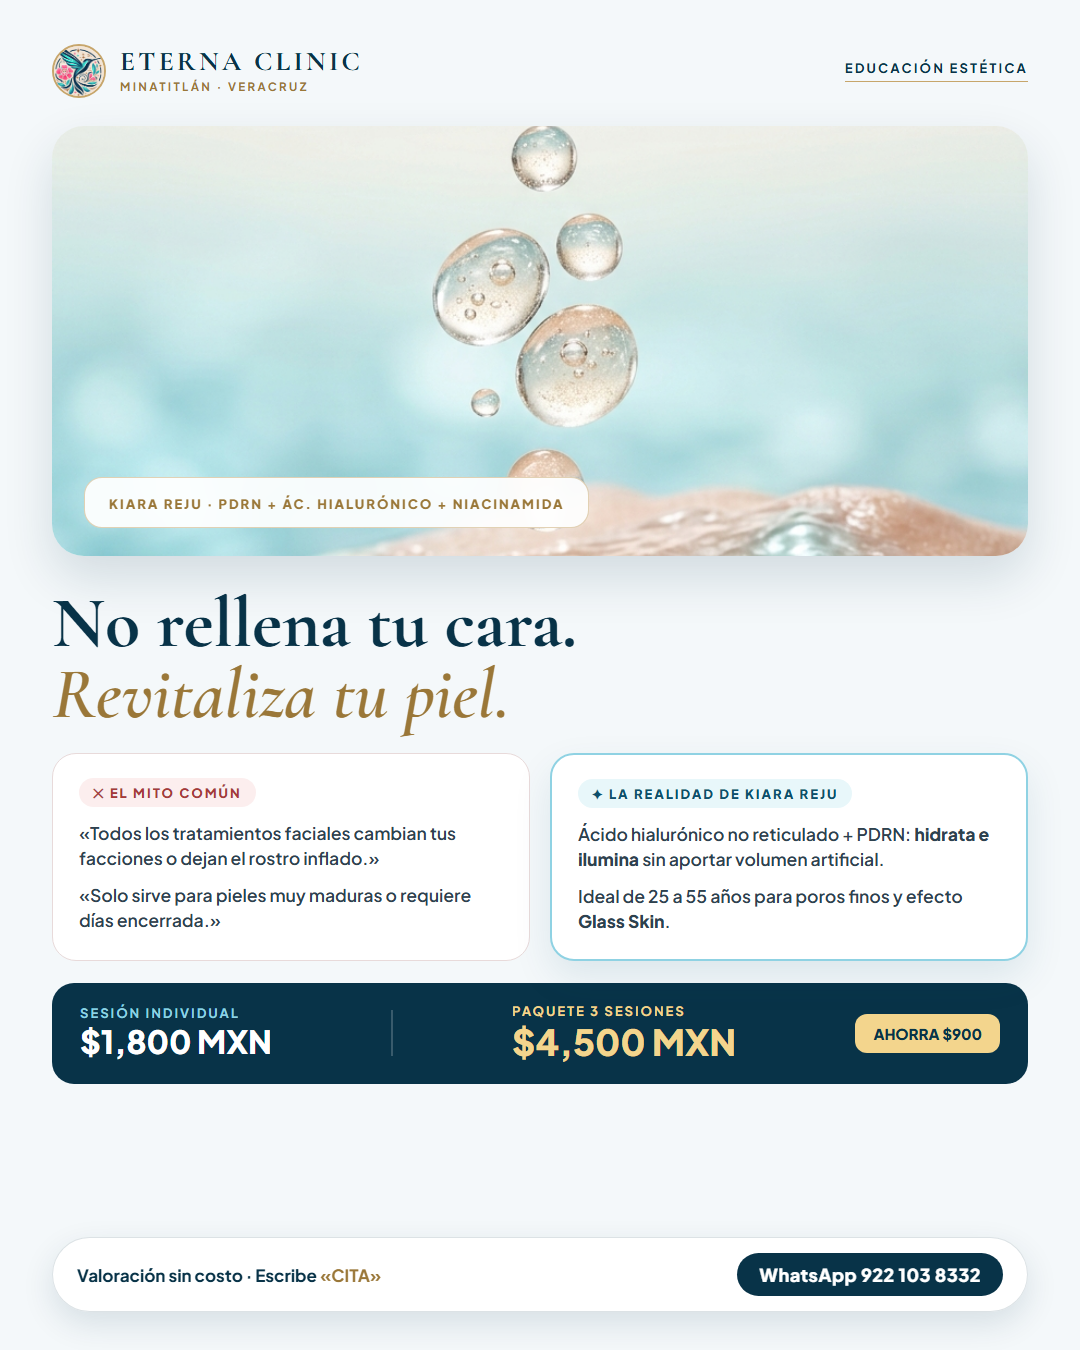 ETERNA CLINIC
MINATITLÁN · VERACRUZ
EDUCACIÓN ESTÉTICA
KIARA REJU · PDRN + ÁC. HIALURÓNICO + NIACINAMIDA
No rellena tu cara.
Revitaliza tu piel.
✕ EL MITO COMÚN
«Todos los tratamientos faciales cambian tus
facciones o dejan el rostro inflado.»
«Solo sirve para pieles muy maduras o requiere
días encerrada.»
✦ LA REALIDAD DE KIARA REJU
Ácido hialurónico no reticulado + PDRN: hidrata e
ilumina sin aportar volumen artificial.
Ideal de 25 a 55 años para poros finos y efecto
Glass Skin.
SESIÓN INDIVIDUAL
$1,800 MXN
PAQUETE 3 SESIONES
$4,500 MXN
AHORRA $900
Valoración sin costo · Escribe «CITA»
WhatsApp 922 103 8332